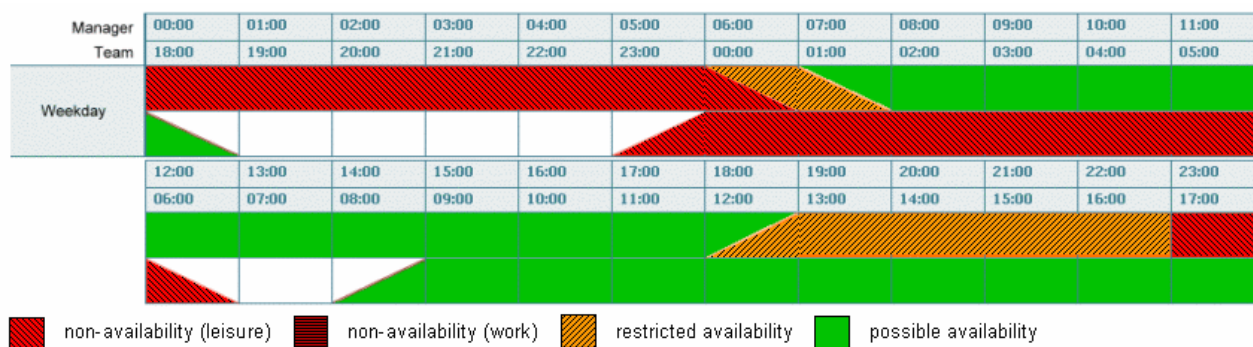 Manager 00:00 01:00 02:00 03:00 04:00 05:00 06:00 07:00 08:00 09:00 10:00 11:00
Team 18:00 19:00 20:00 21:00 22:00 23:00 00:00 01:00 02:00 03:00 04:00 05:00
Weekday
12:00 13:00 14:00 15:00 16:00 17:00 18:00 19:00 20:00 21:00 22:00 23:00
06:00 07:00 08:00 09:00 10:00 11:00 12:00 13:00 14:00 15:00 16:00 17:00
non-availability (leisure) non-availability (work) restricted availability possible availability